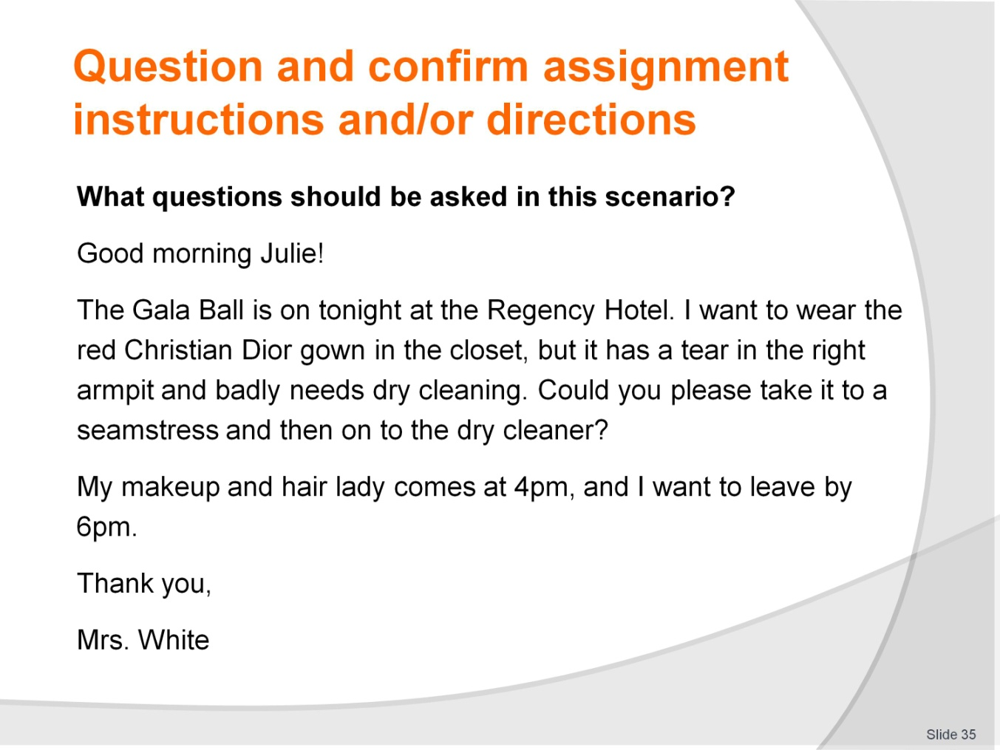 Question and confirm assignment
instructions and/or directions
What questions should be asked in this scenario?
Good morning Julie!
The Gala Ball is on tonight at the Regency Hotel. I want to wear the
red Christian Dior gown in the closet, but it has a tear in the right
armpit and badly needs dry cleaning. Could you please take it to a
seamstress and then on to the dry cleaner?
My makeup and hair lady comes at 4pm, and I want to leave by
6pm.
Thank you,
Mrs. White
Slide 35